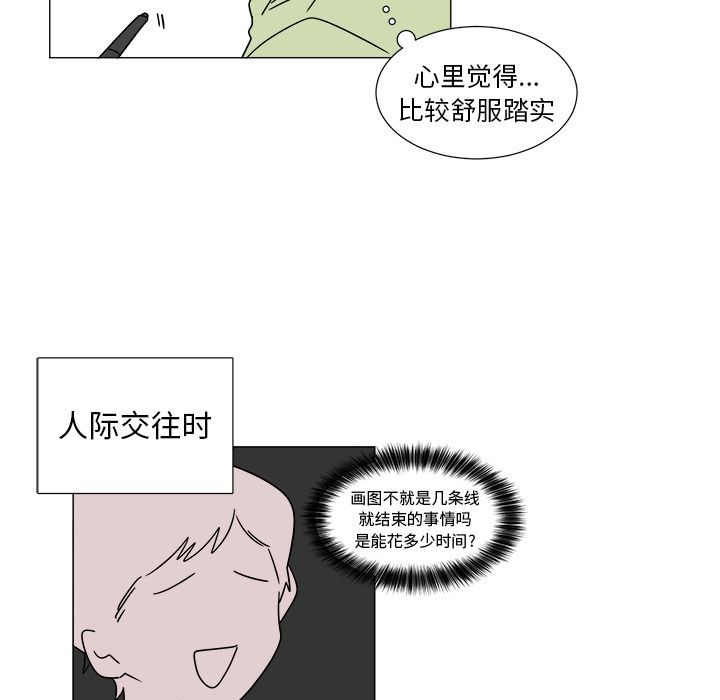 心里觉得...
比较舒服踏实
人际交往时
画图不就是几条线
就结束的事情吗
是能花多少时间?